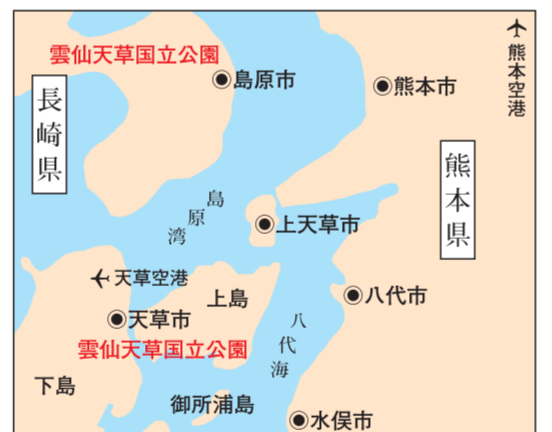 雲仙天草国立公園
島原市
熊本市
熊本空港
長崎県
熊本県
島原湾
上天草市
天草空港
上島
八代市
天草市
八代海
雲仙天草国立公園
下島
御所浦島
水俣市